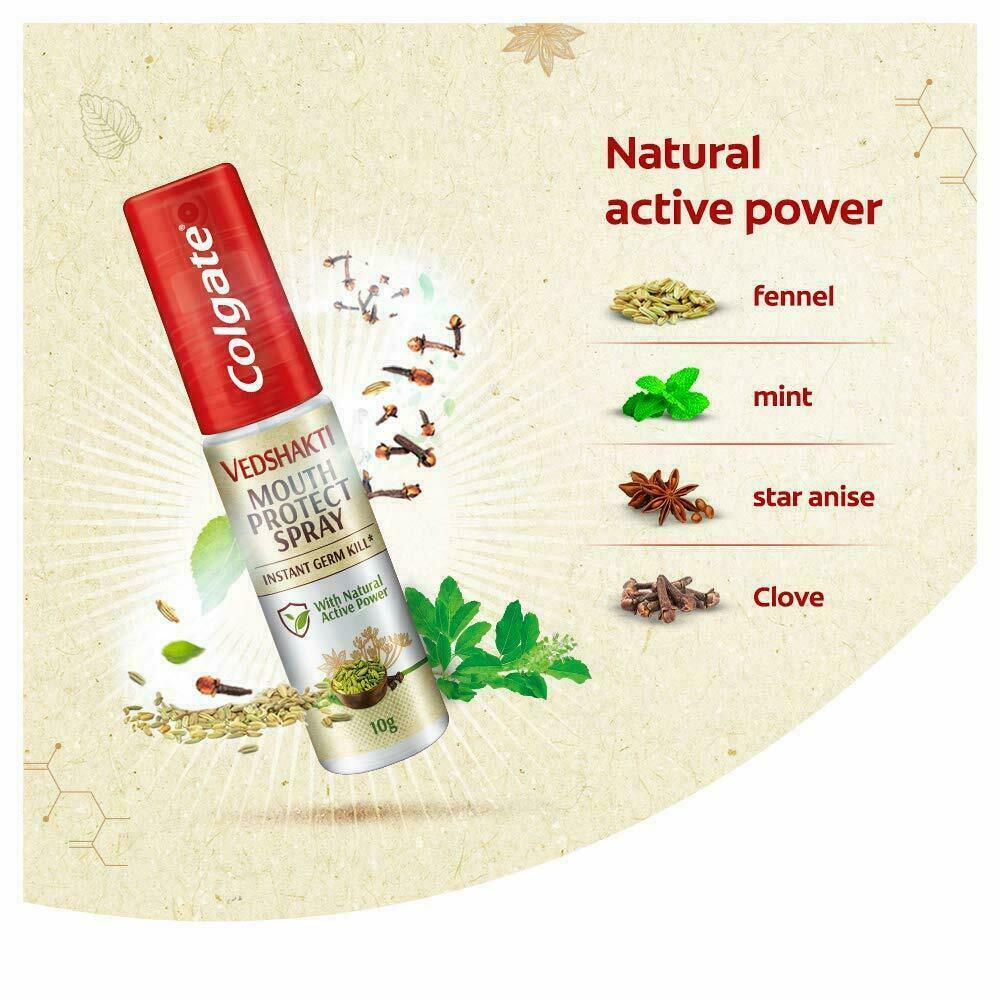 Colgate®
VEDSHAKTI
MOUTH
PROTECT
SPRAY
INSTANT GERM KILL*
With Natural
Active Power
10g
Natural
active power
fennel
mint
star anise
Clove